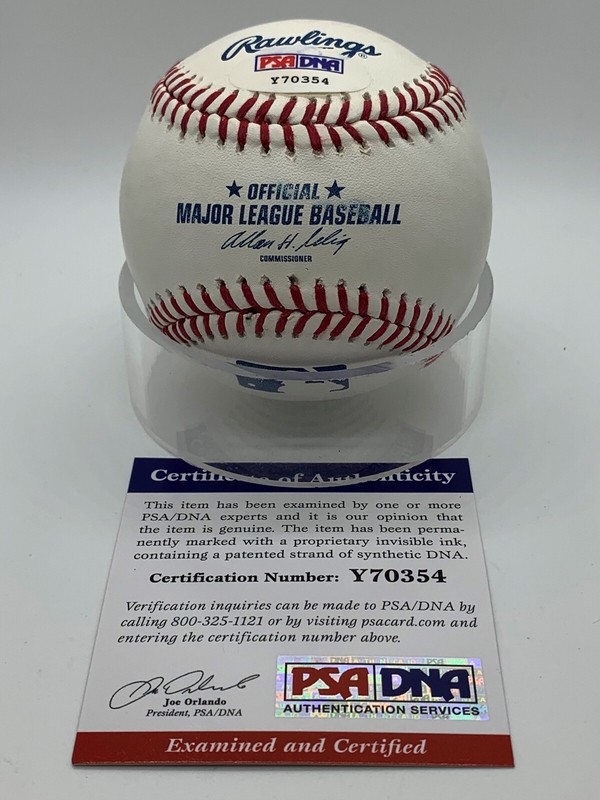 Rawlings®
PSA DNA
Y70354
★ OFFICIAL ★
MAJOR LEAGUE BASEBALL
Allan H. Selig
COMMISSIONER
Certificate of Authenticity
This item has been examined by one or more
PSA/DNA experts and it is our opinion that
the item is genuine. The item has been perma-
nently marked with a proprietary invisible ink,
containing a patented strand of synthetic DNA.
Certification Number: Y70354
Verification inquiries can be made to PSA/DNA by
calling 800-325-1121 or by visiting psacard.com and
entering the certification number above.
Joe Orlando
President, PSA/DNA
PSA DNA
AUTHENTICATION SERVICES
Examined and Certified